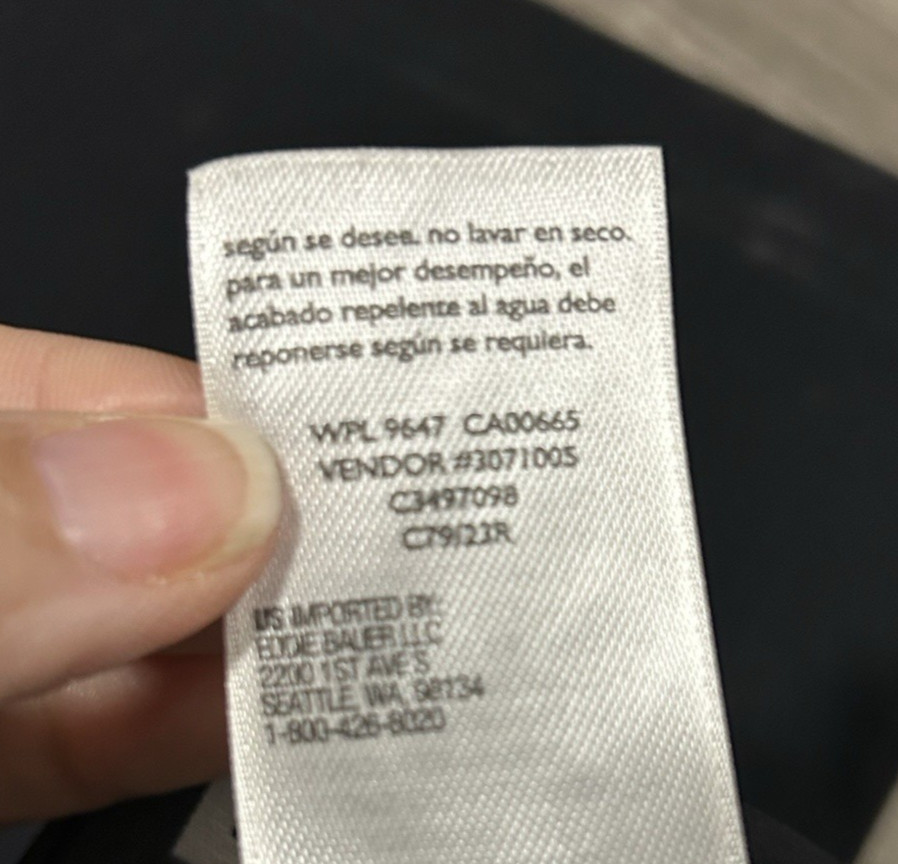 según se desea. no lavar en seco.
para un mejor desempeño, el
acabado repelente al agua debe
reponerse según se requiera.
WPL 9647 CA00665
VENDOR #3071005
C3497098
US IMPORTED BY:
EDDIE BAUER LLC
2200 1ST AVE S
SEATTLE, WA, 98134
1-800-426-8020